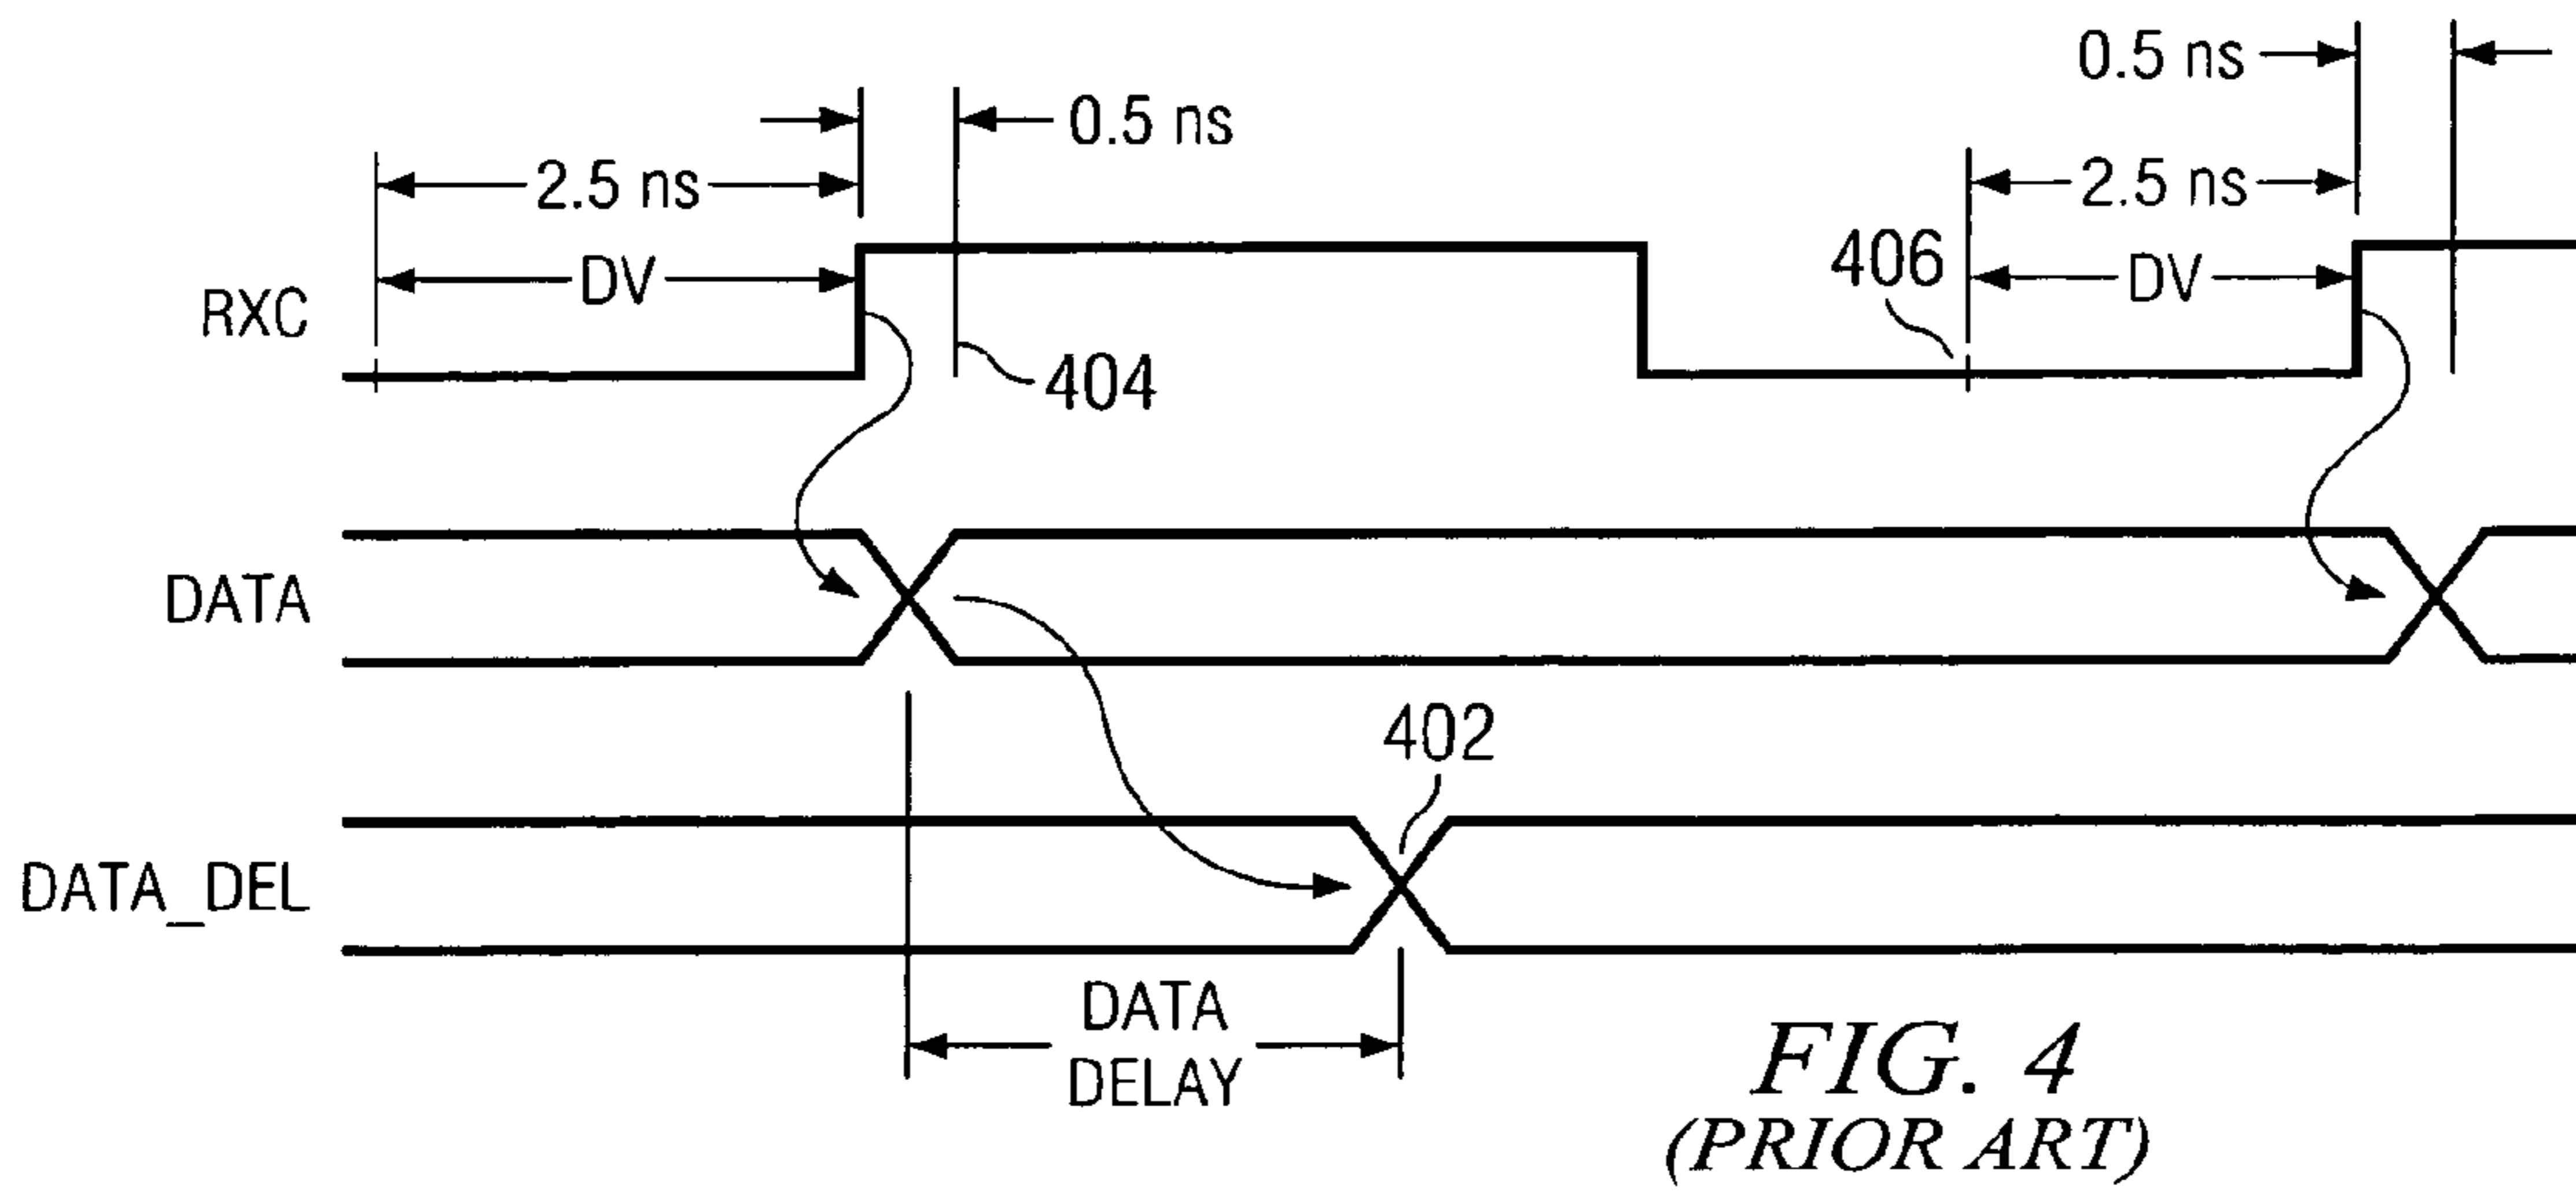 0.5 ns
0.5 ns
2.5 ns
2.5 ns
406
DV
DV
RXC
404
DATA
402
DATA_DEL
DATA
DELAY
FIG. 4
(PRIOR ART)